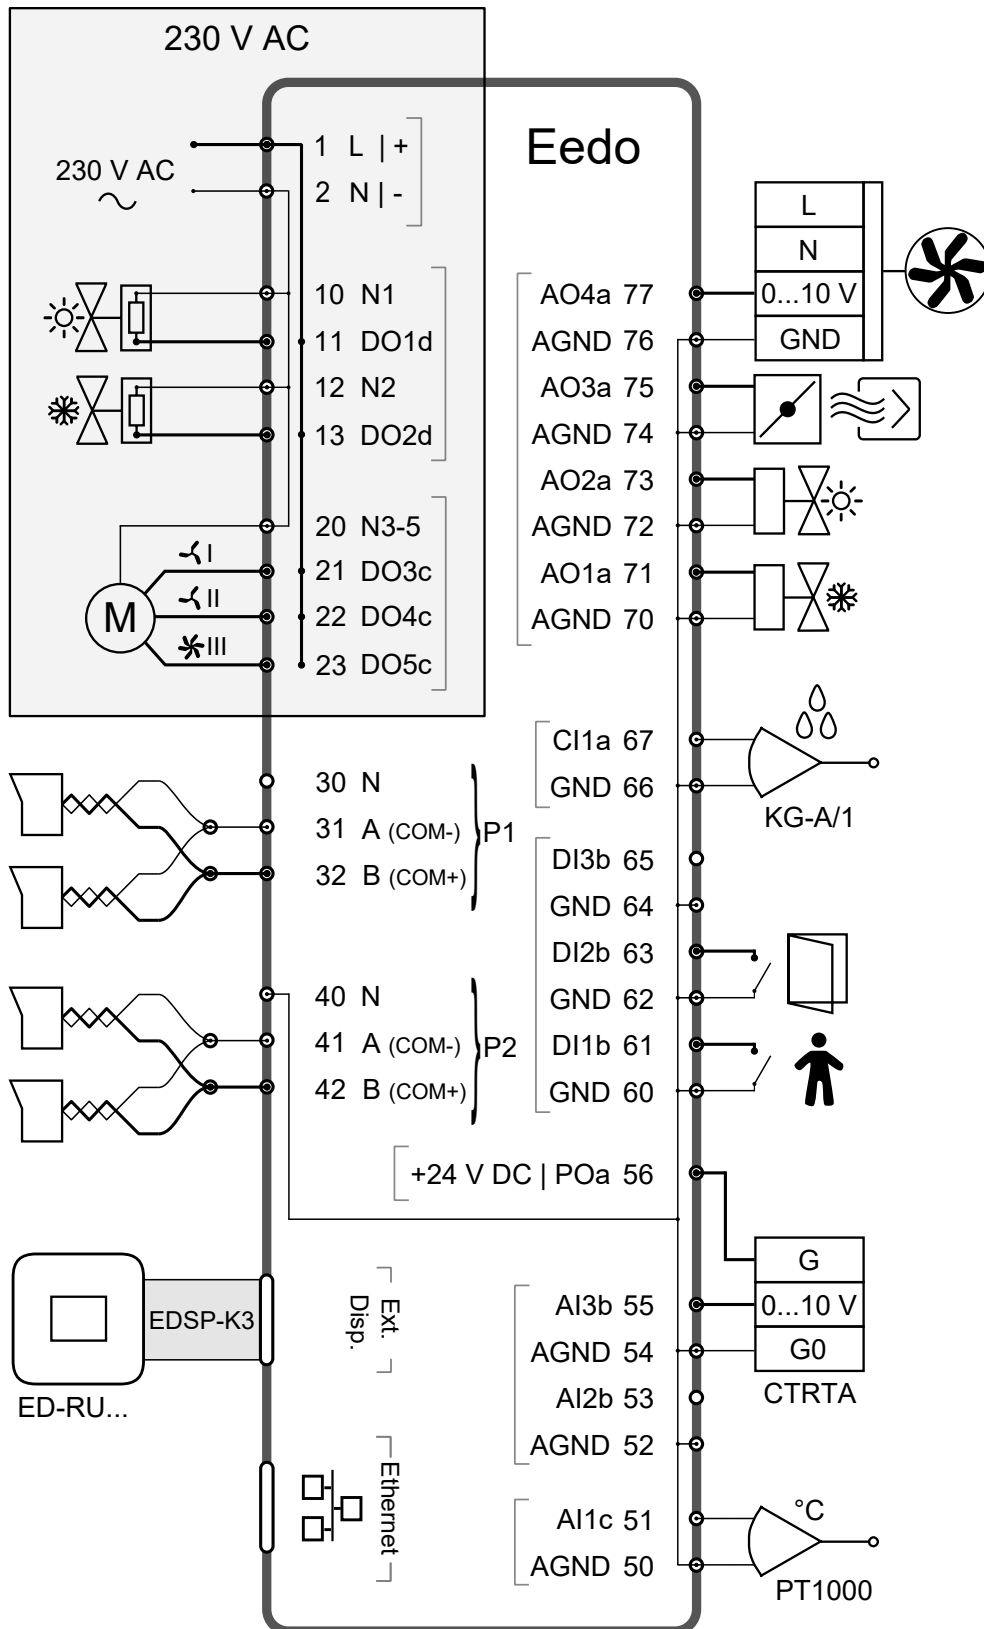 230 V AC
Eedo
230 V AC
1 L | +
2 N | -
10 N1
11 DO1d
12 N2
13 DO2d
20 N3-5
21 DO3c
22 DO4c
23 DO5c
I
II
III
M
30 N
31 A (COM-)
32 B (COM+)
P1
40 N
41 A (COM-)
42 B (COM+)
P2
EDSP-K3
ED-RU...
Ext.
Disp.
Ethernet
AO4a 77
AGND 76
AO3a 75
AGND 74
AO2a 73
AGND 72
AO1a 71
AGND 70
CI1a 67
GND 66
DI3b 65
GND 64
DI2b 63
GND 62
DI1b 61
GND 60
+24 V DC | POa 56
AI3b 55
AGND 54
AI2b 53
AGND 52
AI1c 51
AGND 50
L
N
0...10 V
GND
KG-A/1
G
0...10 V
G0
CTRTA
°C
PT1000